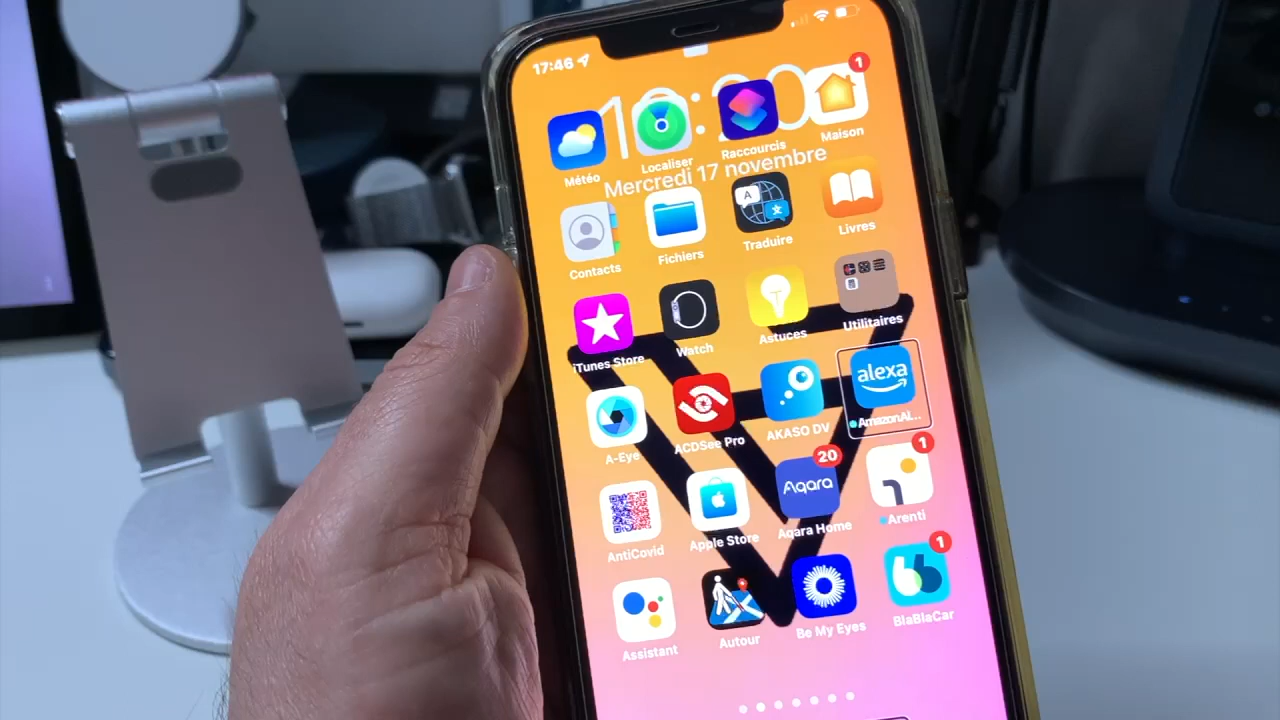 17:46
1
Météo
Localiser
Raccourcis
Maison
Mercredi 17 novembre
Contacts
Fichiers
Traduire
Livres
iTunes Store
Watch
Astuces
Utilitaires
alexa
A-Eye
ACDSee Pro
AKASO DV
Amazon Al...
20
1
Aqara
AntiCovid
Apple Store
Aqara Home
Arenti
1
Assistant
Autour
Be My Eyes
BlaBlaCar